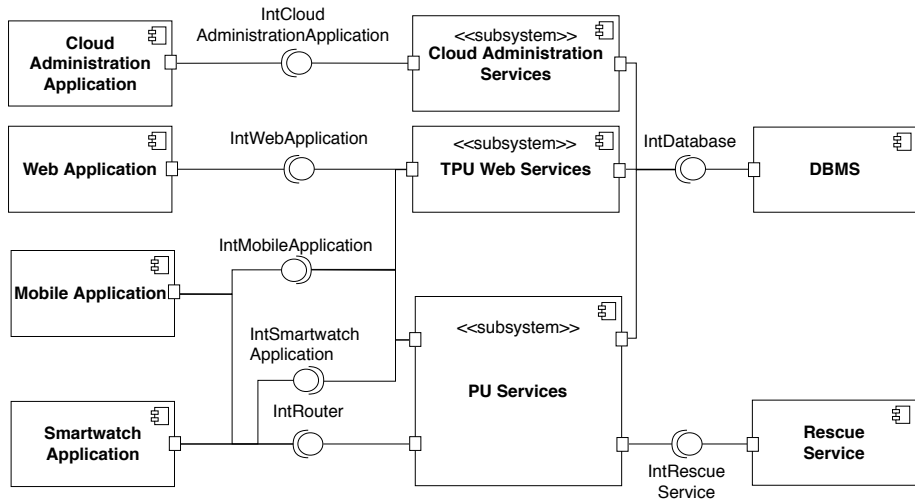 IntCloud
AdministrationApplication
Cloud
Administration
Application
<<subsystem>>
Cloud Administration
Services
IntWebApplication
Web Application
<<subsystem>>
TPU Web Services
IntDatabase
DBMS
IntMobileApplication
Mobile Application
IntSmartwatch
Application
<<subsystem>>
PU Services
IntRouter
Smartwatch
Application
Rescue
Service
IntRescue
Service